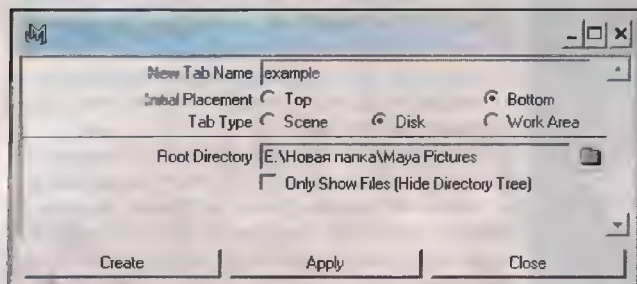 New Tab Name example
Initial Placement Top Bottom
Tab Type Scene Disk Work Area
Root Directory E:\Новая папка\Maya Pictures
Only Show Files (Hide Directory Tree)
Create Apply Close